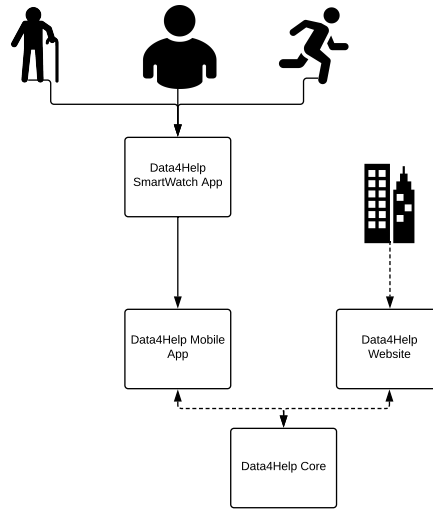 Data4Help
SmartWatch App
Data4Help Mobile
App
Data4Help
Website
Data4Help Core